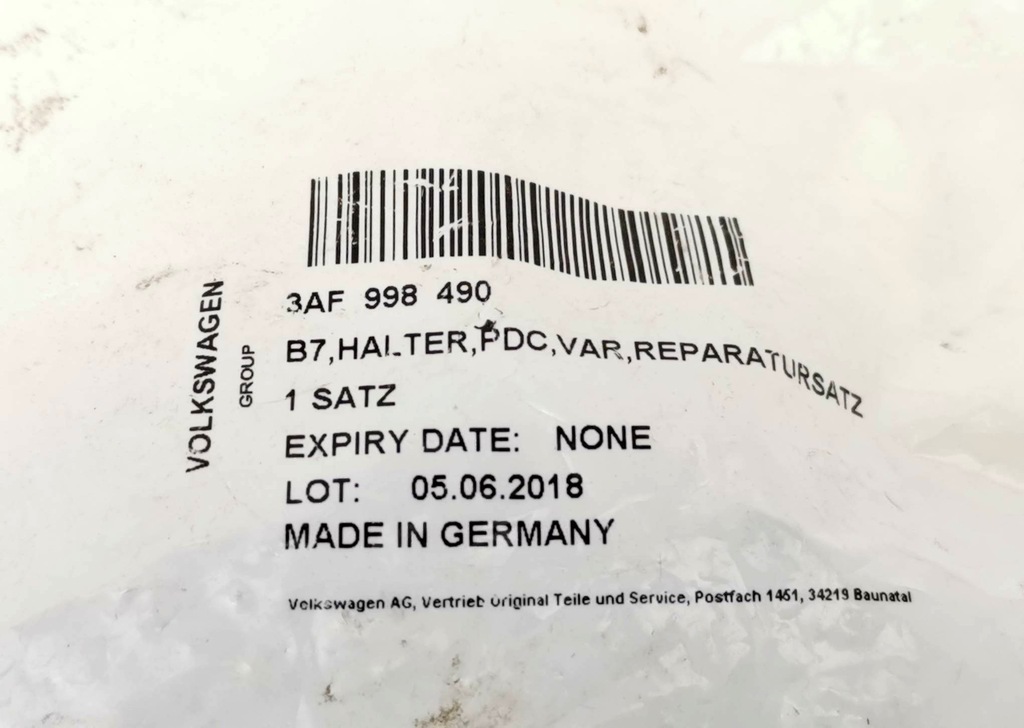 VOLKSWAGEN
GROUP
3AF 998 490
B7,HALTER,PDC,VAR,REPARATURSATZ
1 SATZ
EXPIRY DATE: NONE
LOT: 05.06.2018
MADE IN GERMANY
Volkswagen AG, Vertrieb Original Teile und Service, Postfach 1451, 34219 Baunatal